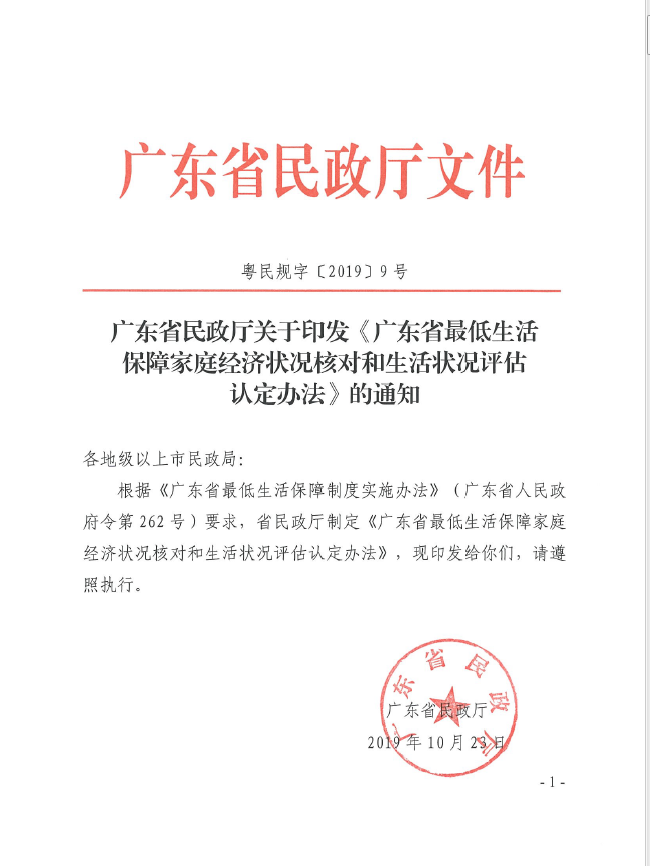 广东省民政厅文件
粤民规字〔2019〕9号
广东省民政厅关于印发《广东省最低生活
保障家庭经济状况核对和生活状况评估
认定办法》的通知
各地级以上市民政局：
根据《广东省最低生活保障制度实施办法》（广东省人民政
府令第262号）要求，省民政厅制定《广东省最低生活保障家庭
经济状况核对和生活状况评估认定办法》，现印发给你们，请遵
照执行。
广东省民政厅
广东省民政厅
2019年10月23日
-1-